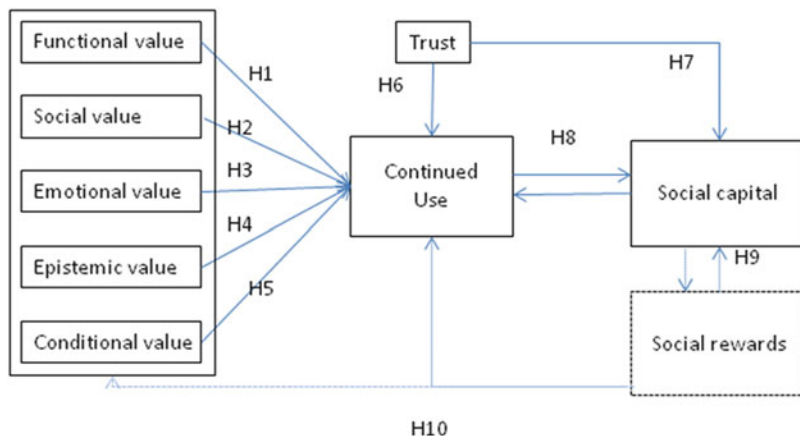 Functional value
Social value
Emotional value
Epistemic value
Conditional value
H1
H2
H3
H4
H5
Trust
H6
H7
Continued
Use
H8
Social capital
H9
Social rewards
H10